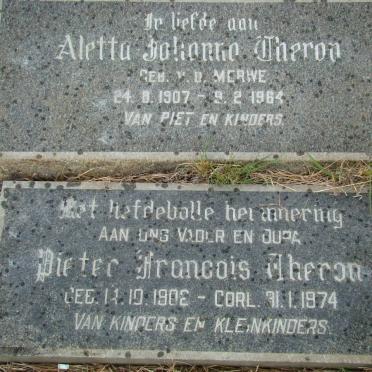 In liefde aan
Aletta Johanna Theron
GEB. V.D. MERWE
24.8.1907 - 9.2.1964
VAN PIET EN KINDERS
Met liefdevolle herinnering
AAN ONS VADER EN OUPA
Pieter Francois Theron
GEB. 14.10.1902 - OORL. 31.1.1974
VAN KINDERS EN KLEINKINDERS